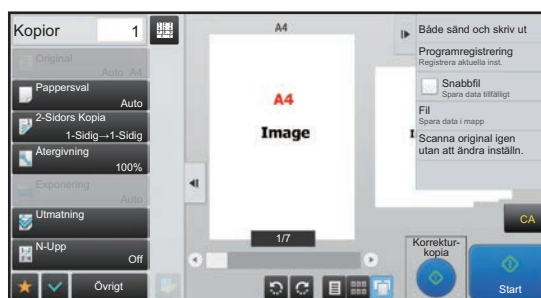 Kopior 1
Original
Auto A4
Pappersval
Auto
2-Sidors Kopia
1-Sidig→1-Sidig
Återgivning
100%
Exponering
Auto
Utmatning
N-Upp
Off
Övrigt
A4
A4
Image
1/7
Både sänd och skriv ut
Programregistrering
Registrera aktuella inst.
Snabbfil
Spara data tillfälligt
Fil
Spara data i mapp
Scanna original igen
utan att ändra inställn.
CA
Korrektur-
kopia
Start